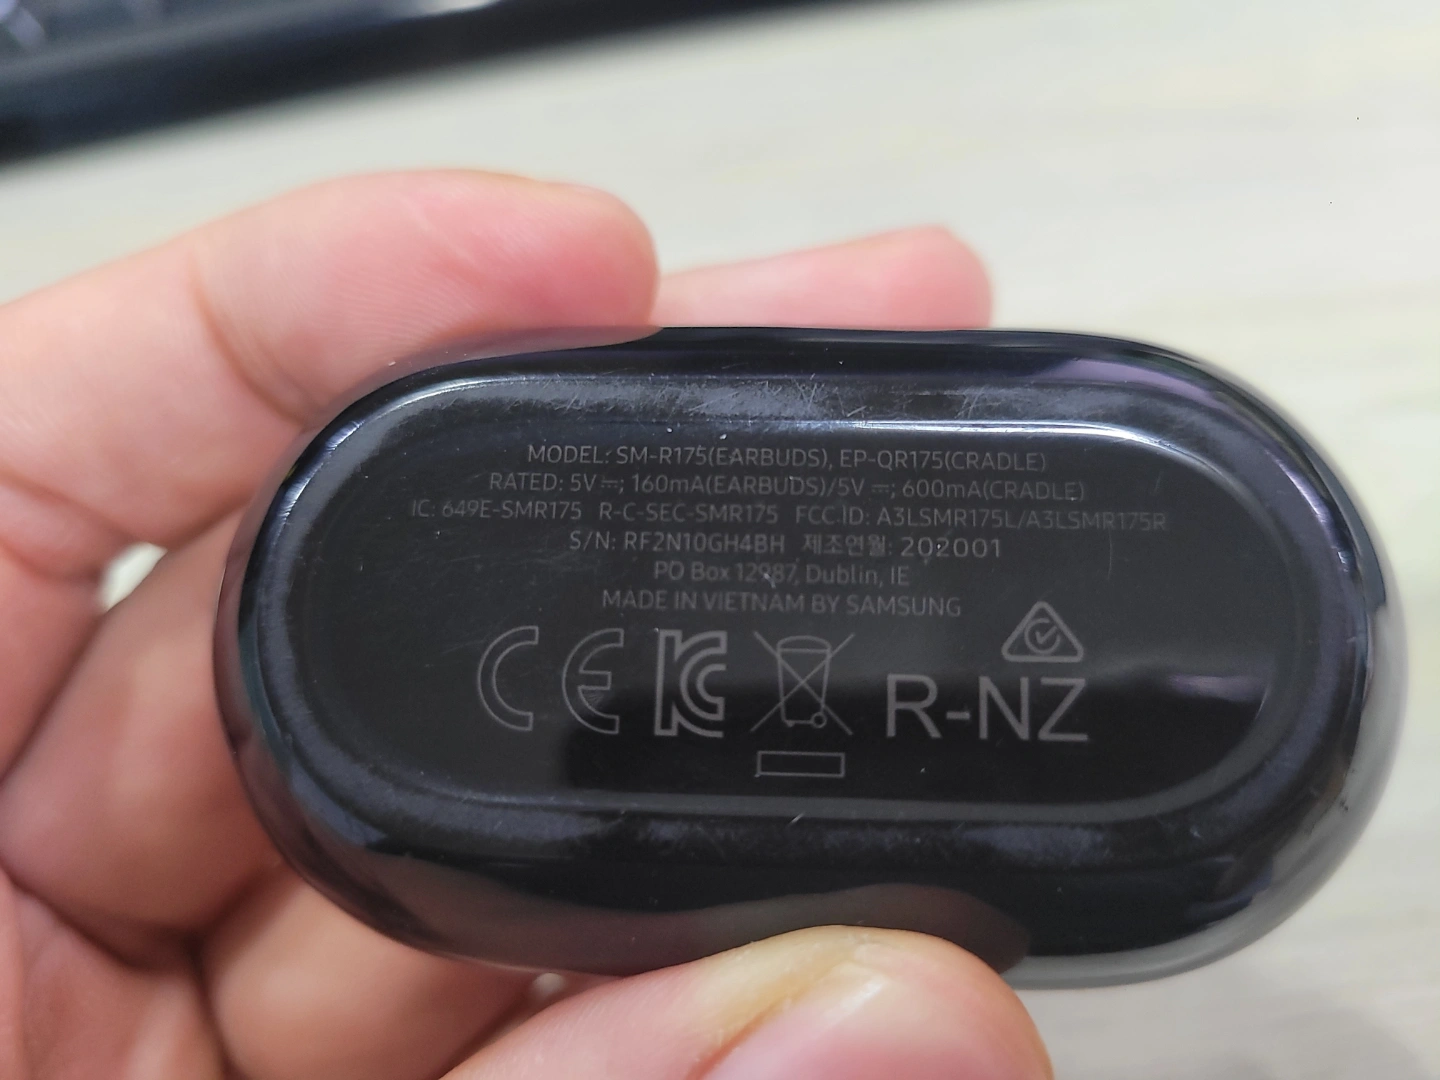 MODEL: SM-R175(EARBUDS), EP-QR175(CRADLE)
RATED: 5V⎓; 160mA(EARBUDS)/5V ⎓; 600mA(CRADLE)
IC: 649E-SMR175 R-C-SEC-SMR175 FCC ID: A3LSMR175L/A3LSMR175R
S/N: RF2N10GH4BH 제조연월: 202001
PO Box 12987, Dublin, IE
MADE IN VIETNAM BY SAMSUNG
CE KC R-NZ